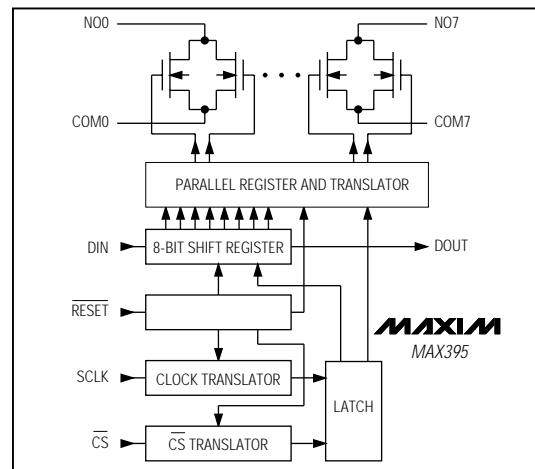 NO0
NO7
COM0
COM7
PARALLEL REGISTER AND TRANSLATOR
DIN
8-BIT SHIFT REGISTER
DOUT
RESET
MAXIM
MAX395
SCLK
CLOCK TRANSLATOR
LATCH
CS
CS TRANSLATOR